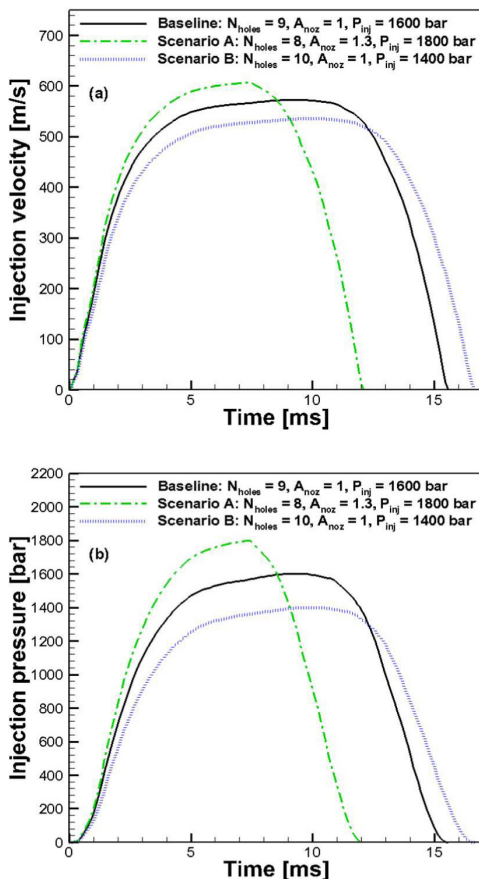 Baseline: Nholes = 9, Anoz = 1, Pinj = 1600 bar
Scenario A: Nholes = 8, Anoz = 1.3, Pinj = 1800 bar
Scenario B: Nholes = 10, Anoz = 1, Pinj = 1400 bar
(a)
Injection velocity [m/s]
700
600
500
400
300
200
100
0
0 5 10 15
Time [ms]
Baseline: Nholes = 9, Anoz = 1, Pinj = 1600 bar
Scenario A: Nholes = 8, Anoz = 1.3, Pinj = 1800 bar
Scenario B: Nholes = 10, Anoz = 1, Pinj = 1400 bar
(b)
Injection pressure [bar]
2200
2000
1800
1600
1400
1200
1000
800
600
400
200
0
0 5 10 15
Time [ms]